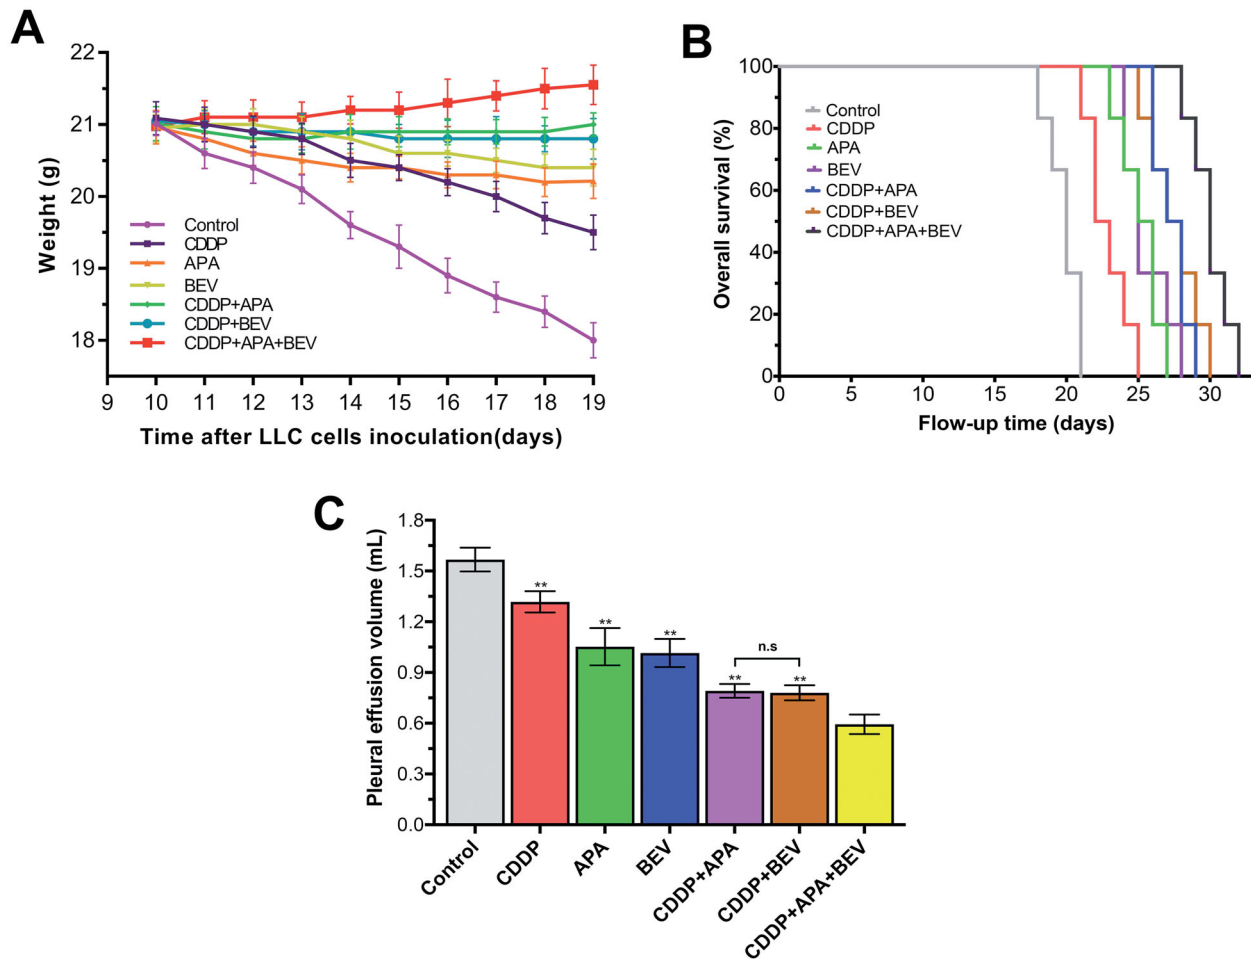 A
22
21
20
19
18
Weight (g)
Control
CDDP
APA
BEV
CDDP+APA
CDDP+BEV
CDDP+APA+BEV
9 10 11 12 13 14 15 16 17 18 19
Time after LLC cells inoculation(days)
B
100
80
60
40
20
0
Overall survival (%)
Control
CDDP
APA
BEV
CDDP+APA
CDDP+BEV
CDDP+APA+BEV
0 5 10 15 20 25 30
Flow-up time (days)
C
1.8
1.5
1.2
0.9
0.6
0.3
0.0
Pleural effusion volume (mL)
**
**
**
n.s
**
**
Control
CDDP
APA
BEV
CDDP+APA
CDDP+BEV
CDDP+APA+BEV